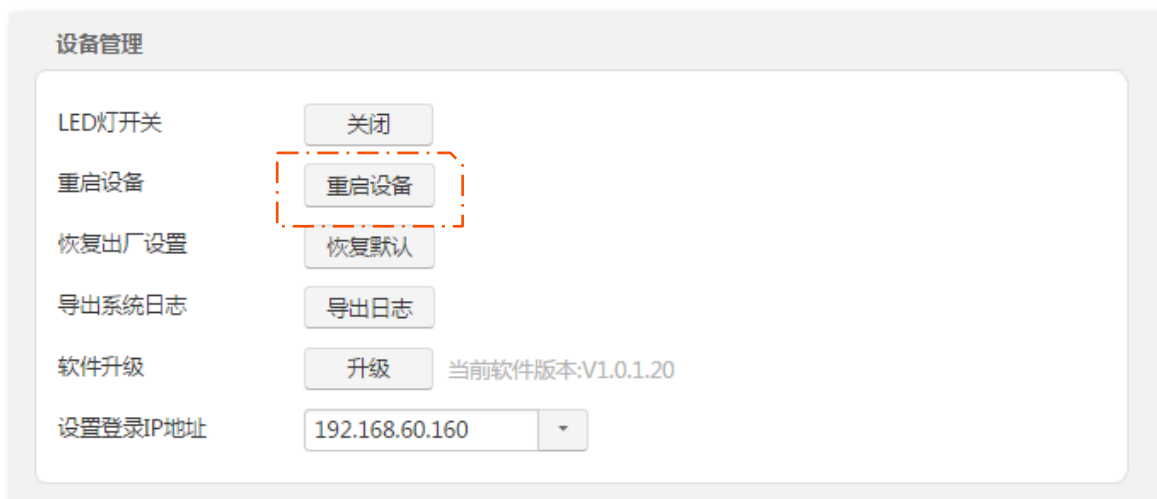 设备管理
LED灯开关 关闭
重启设备 重启设备
恢复出厂设置 恢复默认
导出系统日志 导出日志
软件升级 升级 当前软件版本:V1.0.1.20
设置登录IP地址 192.168.60.160